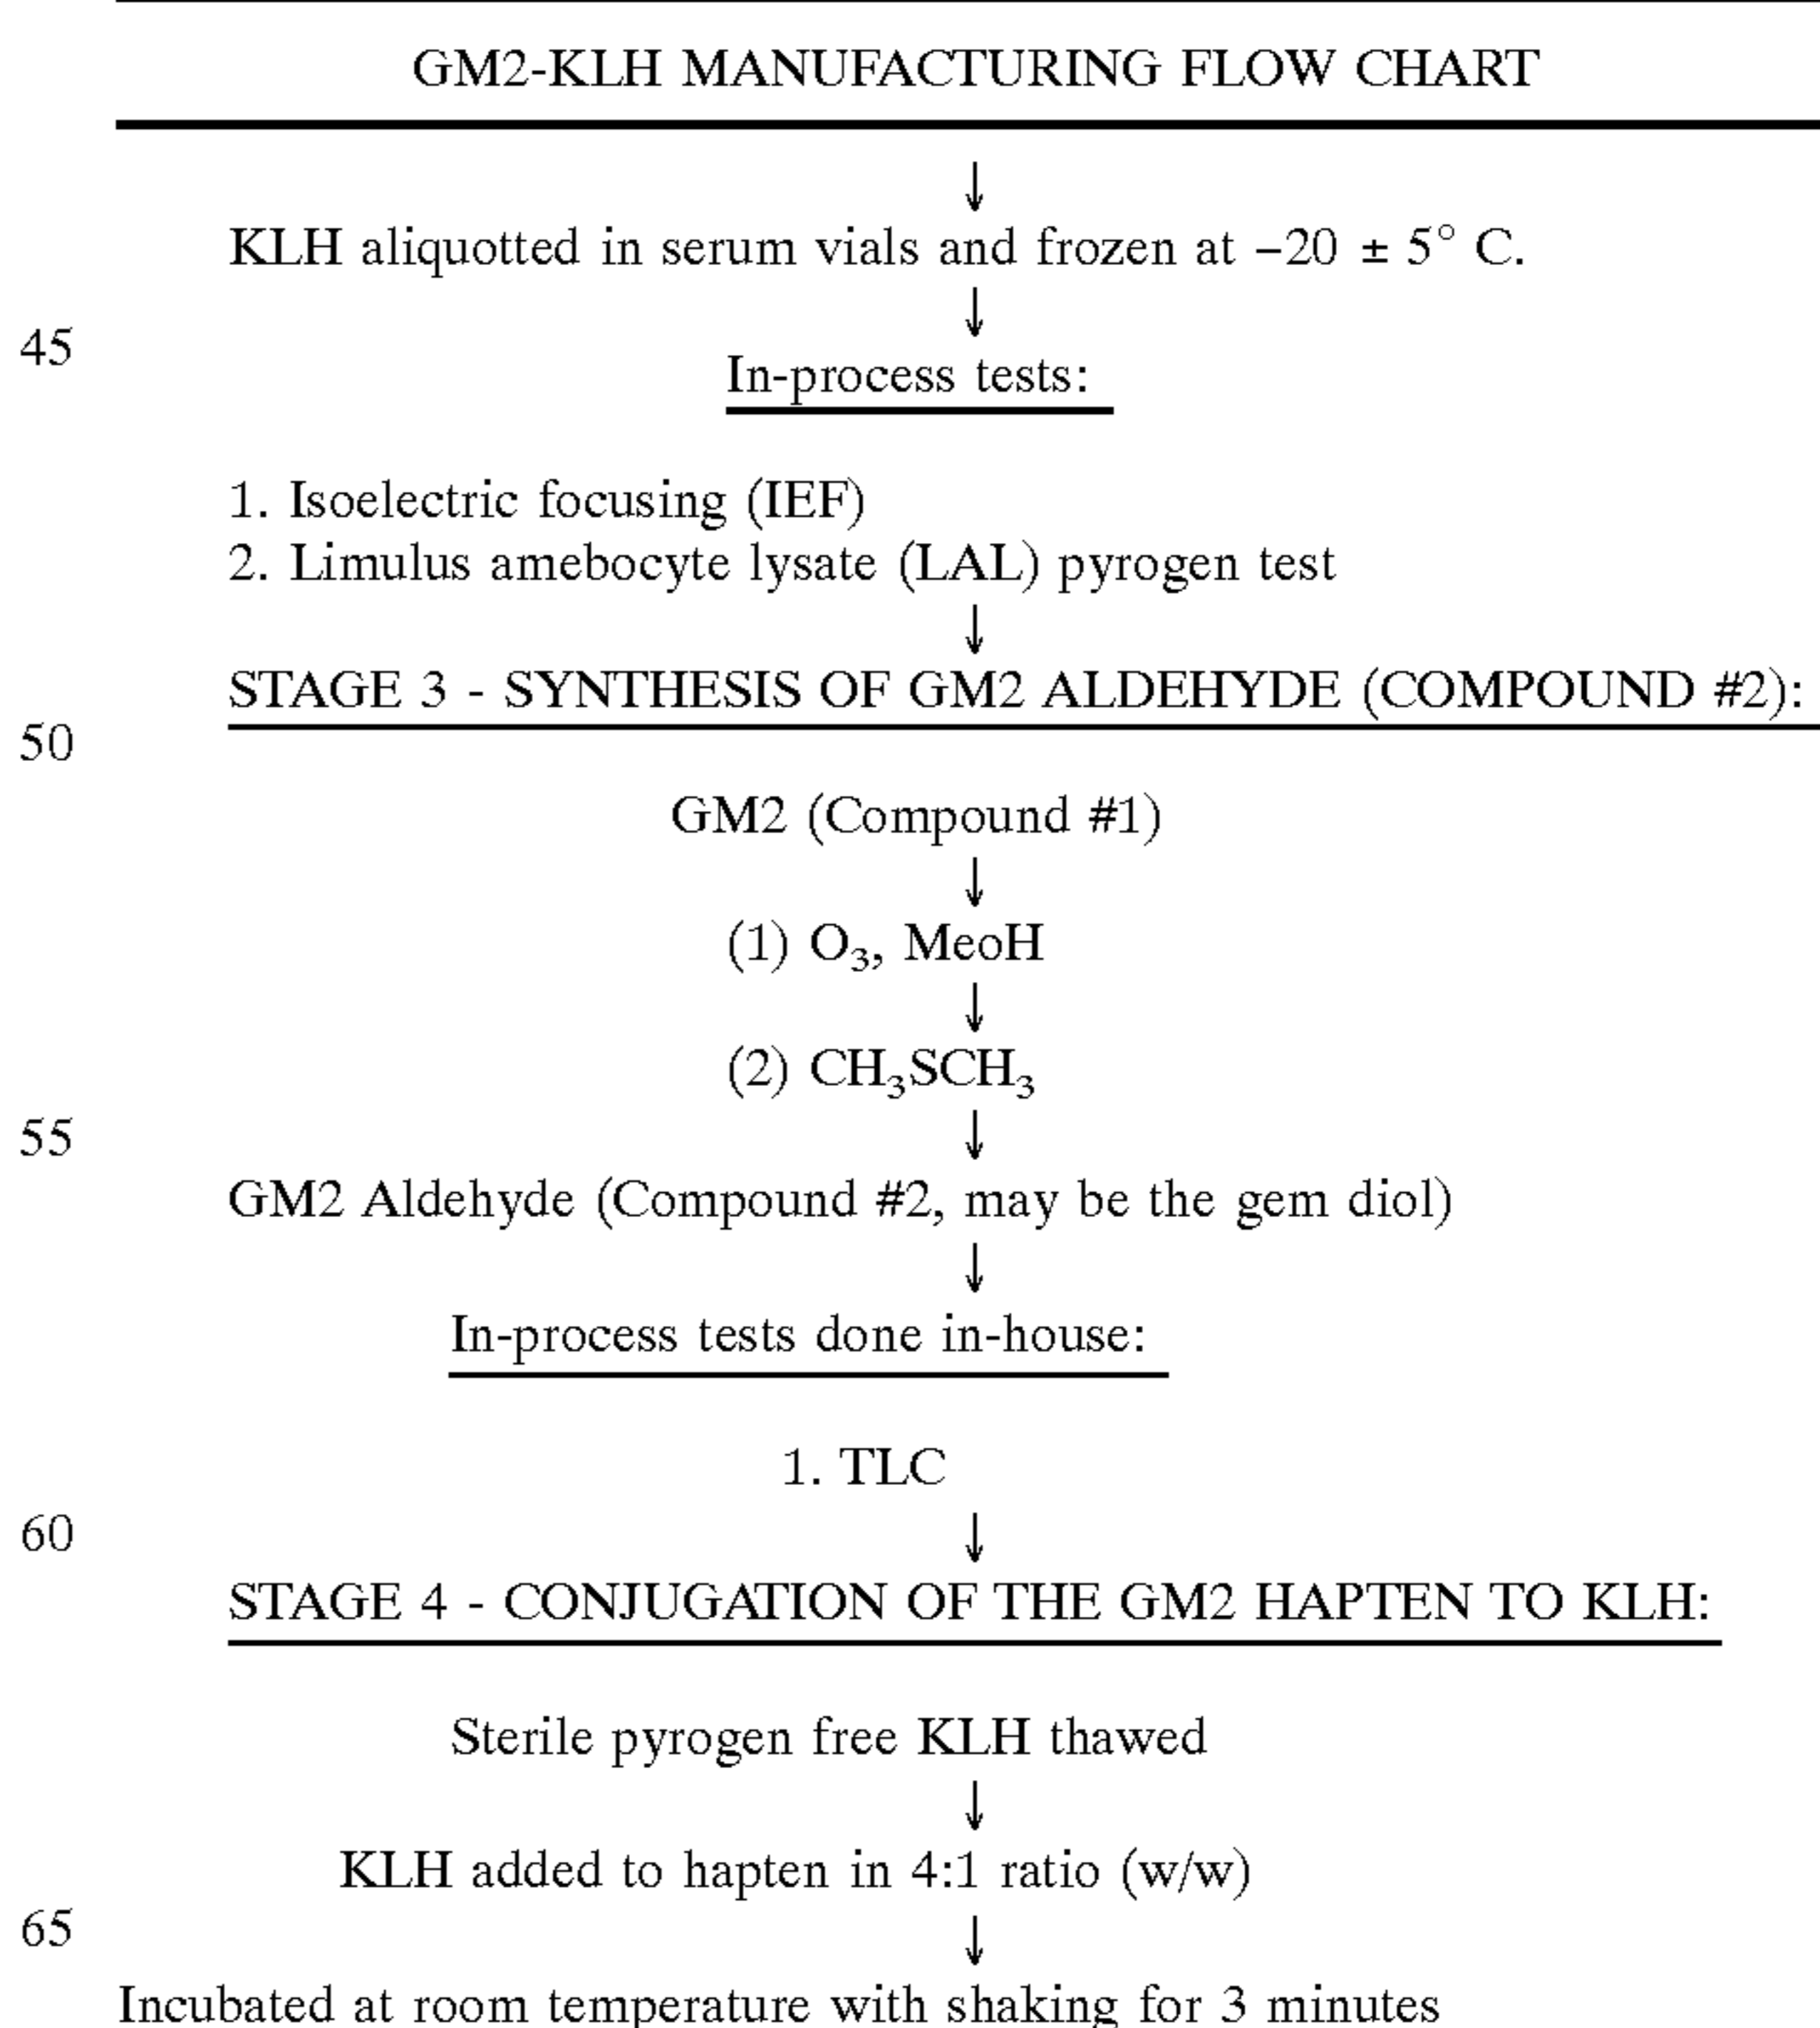 GM2-KLH MANUFACTURING FLOW CHART
↓
KLH aliquotted in serum vials and frozen at −20 ± 5° C.
↓
45
In-process tests:
1. Isoelectric focusing (IEF)
2. Limulus amebocyte lysate (LAL) pyrogen test
↓
STAGE 3 - SYNTHESIS OF GM2 ALDEHYDE (COMPOUND #2):
50
GM2 (Compound #1)
↓
(1) O₃, MeoH
↓
(2) CH₃SCH₃
↓
55
GM2 Aldehyde (Compound #2, may be the gem diol)
↓
In-process tests done in-house:
1. TLC
↓
60
STAGE 4 - CONJUGATION OF THE GM2 HAPTEN TO KLH:
Sterile pyrogen free KLH thawed
↓
KLH added to hapten in 4:1 ratio (w/w)
↓
65
Incubated at room temperature with shaking for 3 minutes